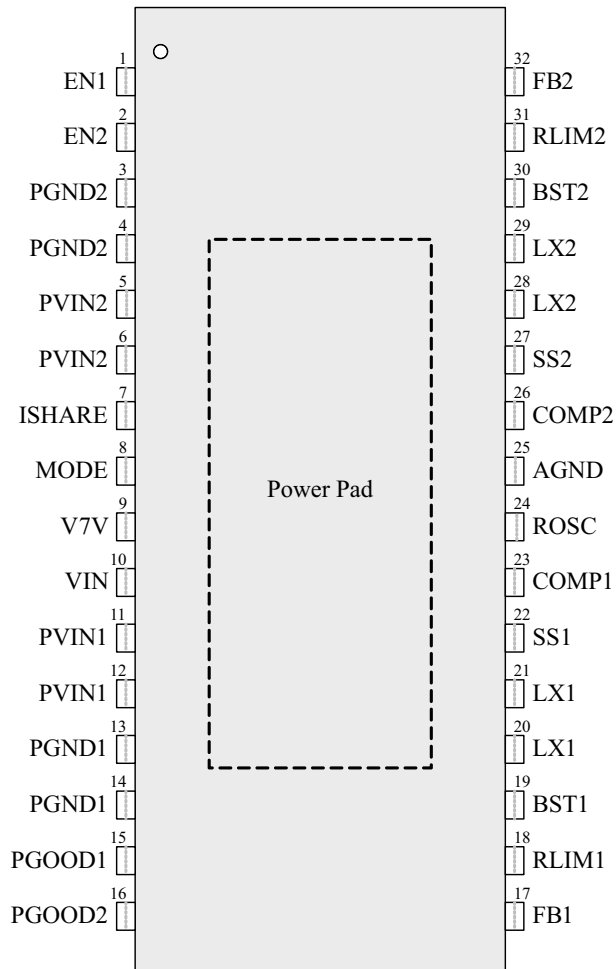 1
EN1
2
EN2
3
PGND2
4
PGND2
5
PVIN2
6
PVIN2
7
ISHARE
8
MODE
9
V7V
10
VIN
11
PVIN1
12
PVIN1
13
PGND1
14
PGND1
15
PGOOD1
16
PGOOD2
Power Pad
32
FB2
31
RLIM2
30
BST2
29
LX2
28
LX2
27
SS2
26
COMP2
25
AGND
24
ROSC
23
COMP1
22
SS1
21
LX1
20
LX1
19
BST1
18
RLIM1
17
FB1